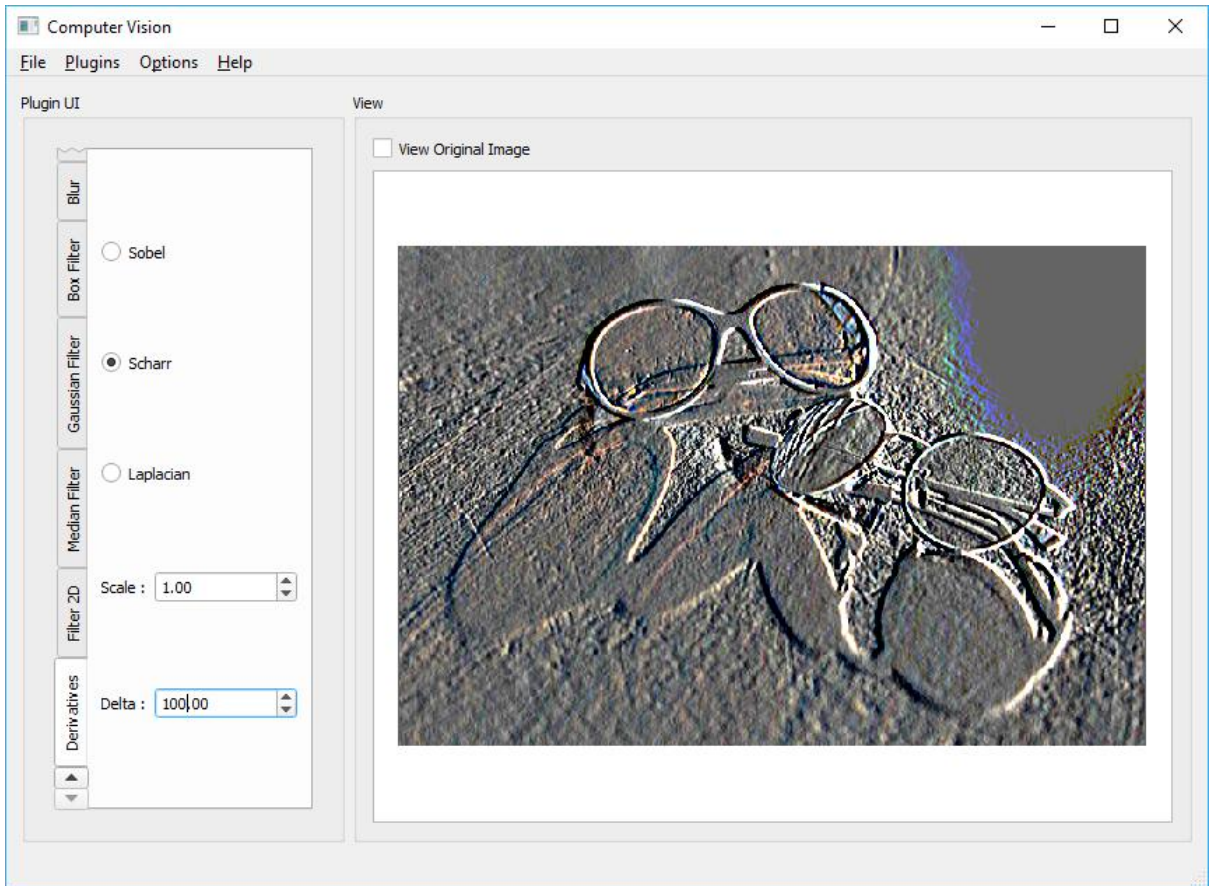 Computer Vision
File Plugins Options Help
Plugin UI
View
View Original Image
Blur
Box Filter
Gaussian Filter
Median Filter
Filter 2D
Derivatives
Sobel
Scharr
Laplacian
Scale : 1.00
Delta : 100.00